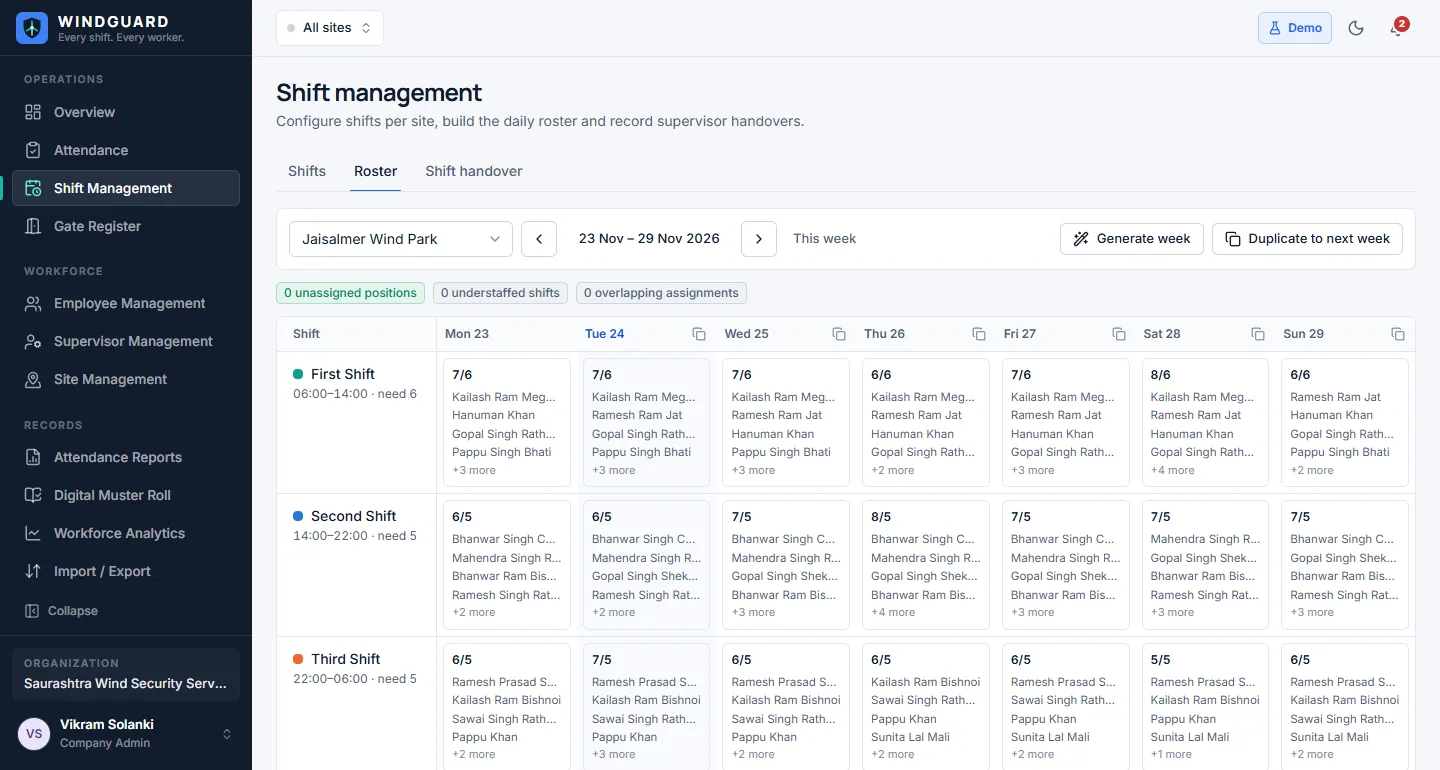 WINDGUARD
Every shift. Every worker.
OPERATIONS
Overview
Attendance
Shift Management
Gate Register
WORKFORCE
Employee Management
Supervisor Management
Site Management
RECORDS
Attendance Reports
Digital Muster Roll
Workforce Analytics
Import / Export
Collapse
ORGANIZATION
Saurashtra Wind Security Serv...
VS
Vikram Solanki
Company Admin
All sites
Demo
2
Shift management
Configure shifts per site, build the daily roster and record supervisor handovers.
Shifts Roster Shift handover
Jaisalmer Wind Park 23 Nov – 29 Nov 2026 This week Generate week Duplicate to next week
0 unassigned positions 0 understaffed shifts 0 overlapping assignments
Shift Mon 23 Tue 24 Wed 25 Thu 26 Fri 27 Sat 28 Sun 29
First Shift
06:00–14:00 · need 6
7/6
Kailash Ram Meg...
Hanuman Khan
Gopal Singh Rath...
Pappu Singh Bhati
+3 more
7/6
Kailash Ram Meg...
Ramesh Ram Jat
Gopal Singh Rath...
Pappu Singh Bhati
+3 more
7/6
Kailash Ram Meg...
Ramesh Ram Jat
Hanuman Khan
Pappu Singh Bhati
+3 more
6/6
Kailash Ram Meg...
Ramesh Ram Jat
Hanuman Khan
Gopal Singh Rath...
+2 more
7/6
Kailash Ram Meg...
Ramesh Ram Jat
Hanuman Khan
Gopal Singh Rath...
+3 more
8/6
Kailash Ram Meg...
Ramesh Ram Jat
Hanuman Khan
Gopal Singh Rath...
+4 more
6/6
Ramesh Ram Jat
Hanuman Khan
Gopal Singh Rath...
Pappu Singh Bhati
+2 more
Second Shift
14:00–22:00 · need 5
6/5
Bhanwar Singh C...
Mahendra Singh R...
Bhanwar Ram Bis...
Ramesh Singh Rat...
+2 more
6/5
Bhanwar Singh C...
Mahendra Singh R...
Gopal Singh Shek...
Ramesh Singh Rat...
+2 more
7/5
Bhanwar Singh C...
Mahendra Singh R...
Gopal Singh Shek...
Bhanwar Ram Bis...
+3 more
8/5
Bhanwar Singh C...
Mahendra Singh R...
Gopal Singh Shek...
Bhanwar Ram Bis...
+4 more
7/5
Bhanwar Singh C...
Mahendra Singh R...
Gopal Singh Shek...
Bhanwar Ram Bis...
+3 more
7/5
Mahendra Singh R...
Gopal Singh Shek...
Bhanwar Ram Bis...
Ramesh Singh Rat...
+3 more
7/5
Bhanwar Singh C...
Gopal Singh Shek...
Bhanwar Ram Bis...
Ramesh Singh Rat...
+3 more
Third Shift
22:00–06:00 · need 5
6/5
Ramesh Prasad S...
Kailash Ram Bishnoi
Sawai Singh Rath...
Pappu Khan
+2 more
7/5
Ramesh Prasad S...
Kailash Ram Bishnoi
Sawai Singh Rath...
Pappu Khan
+3 more
6/5
Ramesh Prasad S...
Kailash Ram Bishnoi
Sawai Singh Rath...
Pappu Khan
+2 more
6/5
Kailash Ram Bishnoi
Sawai Singh Rath...
Pappu Khan
Sunita Lal Mali
+2 more
6/5
Ramesh Prasad S...
Sawai Singh Rath...
Pappu Khan
Sunita Lal Mali
+2 more
5/5
Ramesh Prasad S...
Kailash Ram Bishnoi
Pappu Khan
Sunita Lal Mali
+1 more
6/5
Ramesh Prasad S...
Kailash Ram Bishnoi
Sawai Singh Rath...
Sunita Lal Mali
+2 more